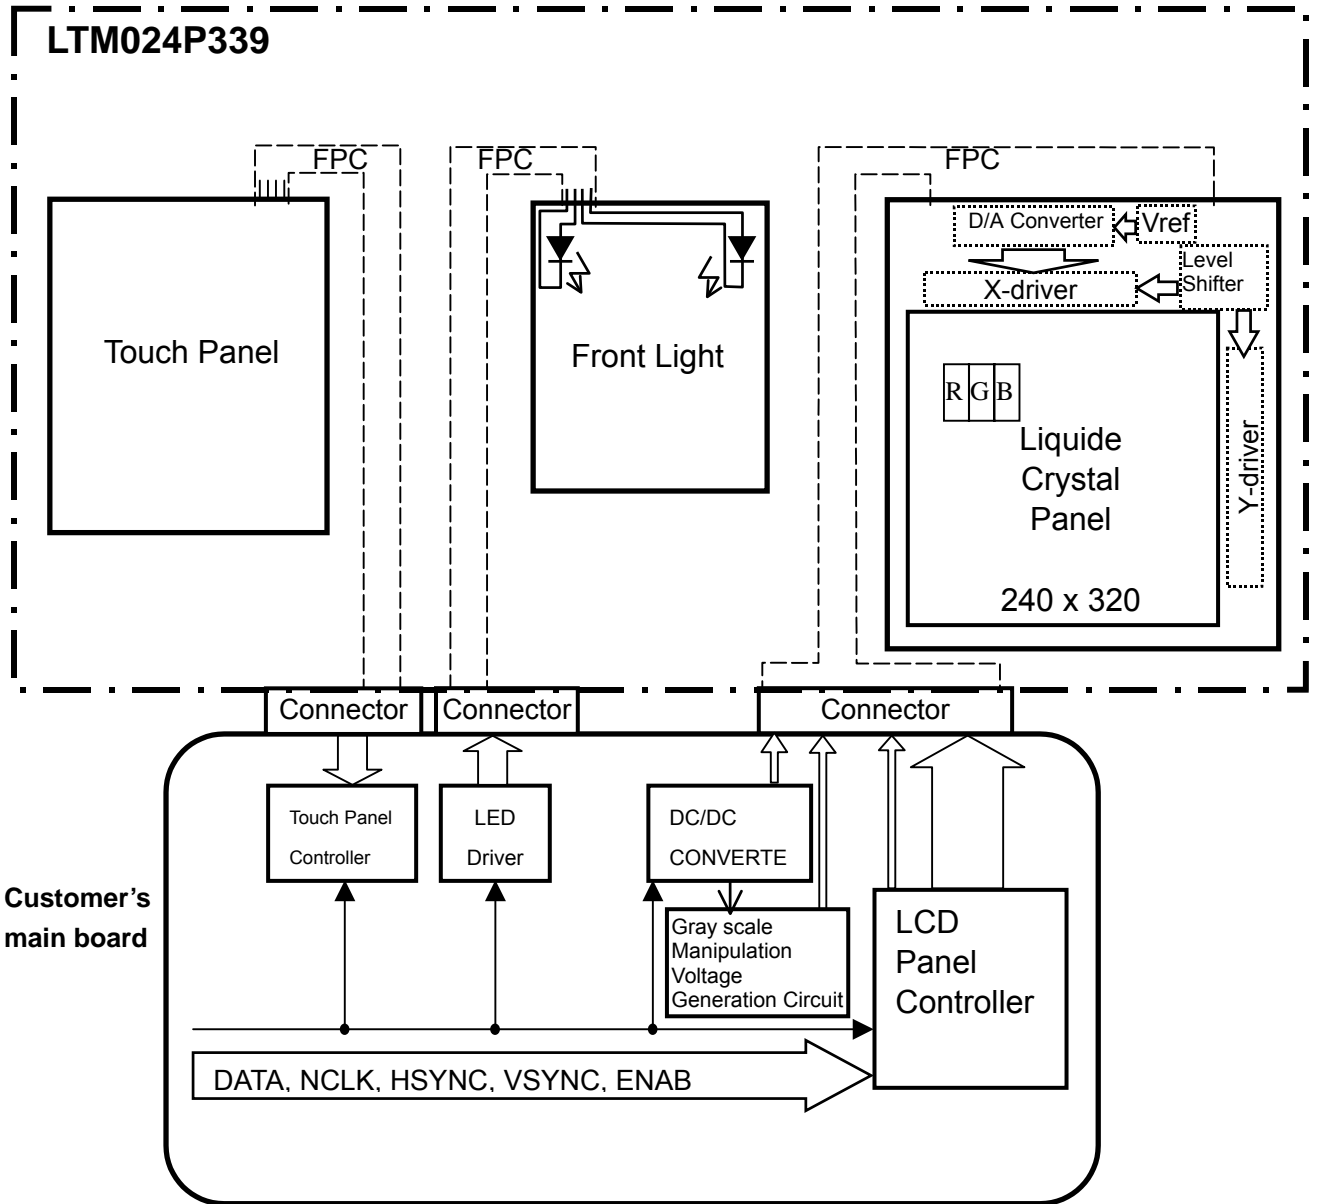 LTM024P339
FPC
FPC
FPC
Touch Panel
Front Light
D/A Converter
Vref
Level
Shifter
X-driver
Y-driver
R G B
Liquide
Crystal
Panel
240 x 320
Connector
Connector
Connector
Touch Panel
Controller
LED
Driver
DC/DC
CONVERTE
Gray scale
Manipulation
Voltage
Generation Circuit
LCD
Panel
Controller
Customer’s
main board
DATA, NCLK, HSYNC, VSYNC, ENAB